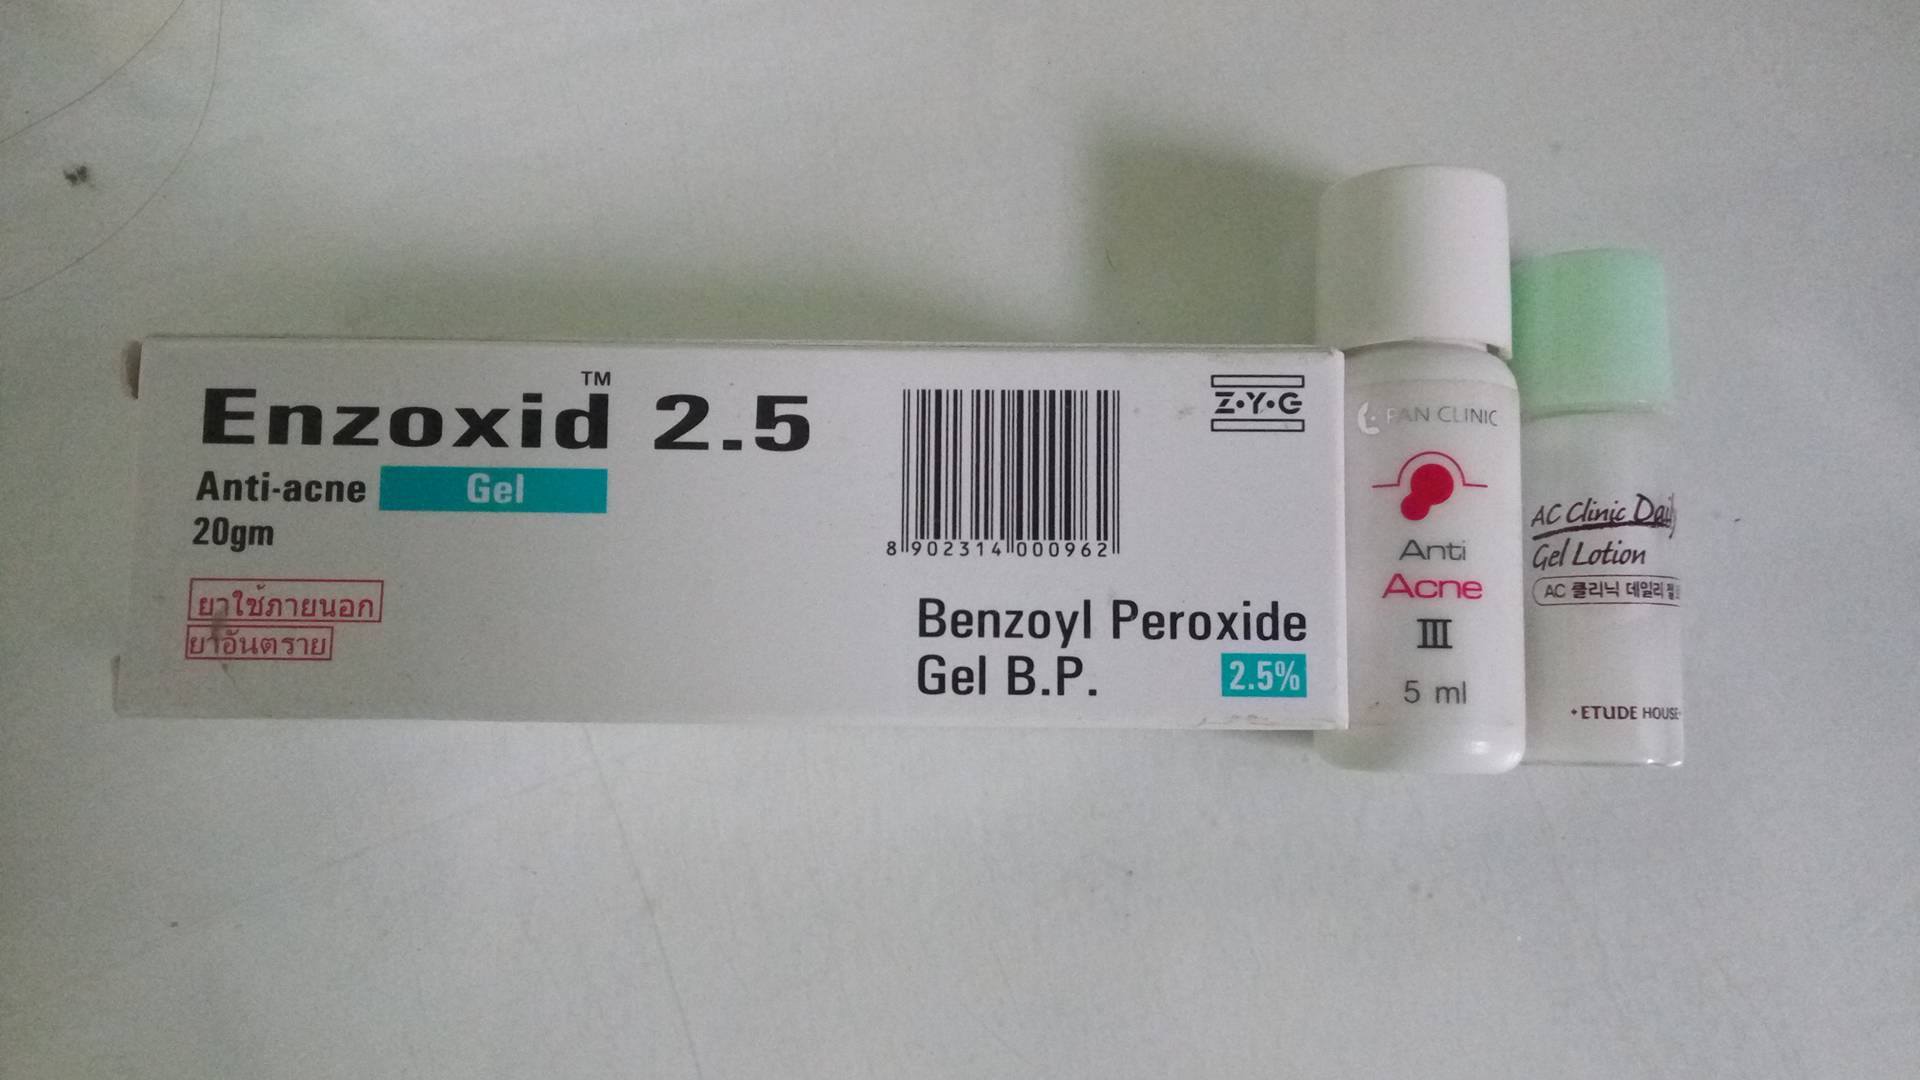 Enzoxid™ 2.5
Anti-acne Gel
20gm
ยาใช้ภายนอก
ยาอันตราย
8 902314 000962
Z·Y·G
Benzoyl Peroxide
Gel B.P. 2.5%
PAN CLINIC
Anti
Acne
III
5 ml
AC Clinic Daily
Gel Lotion
AC 클리닉 데일리
ETUDE HOUSE